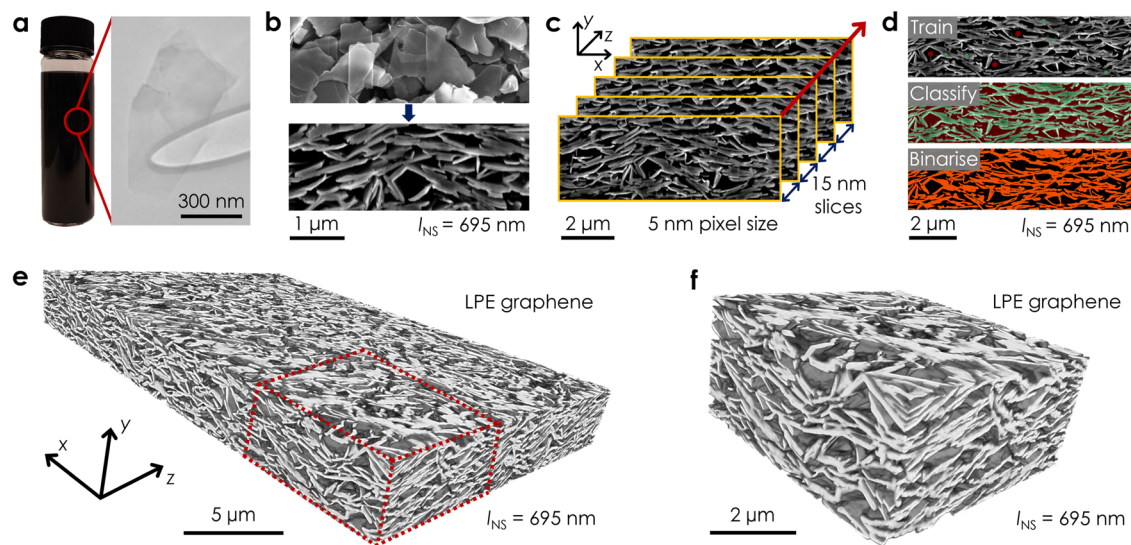 a
300 nm
b
1 µm
l_NS = 695 nm
c
y
z
x
2 µm
5 nm pixel size
15 nm
slices
d
Train
Classify
Binarise
2 µm
l_NS = 695 nm
e
LPE graphene
x
y
z
5 µm
l_NS = 695 nm
f
LPE graphene
2 µm
l_NS = 695 nm